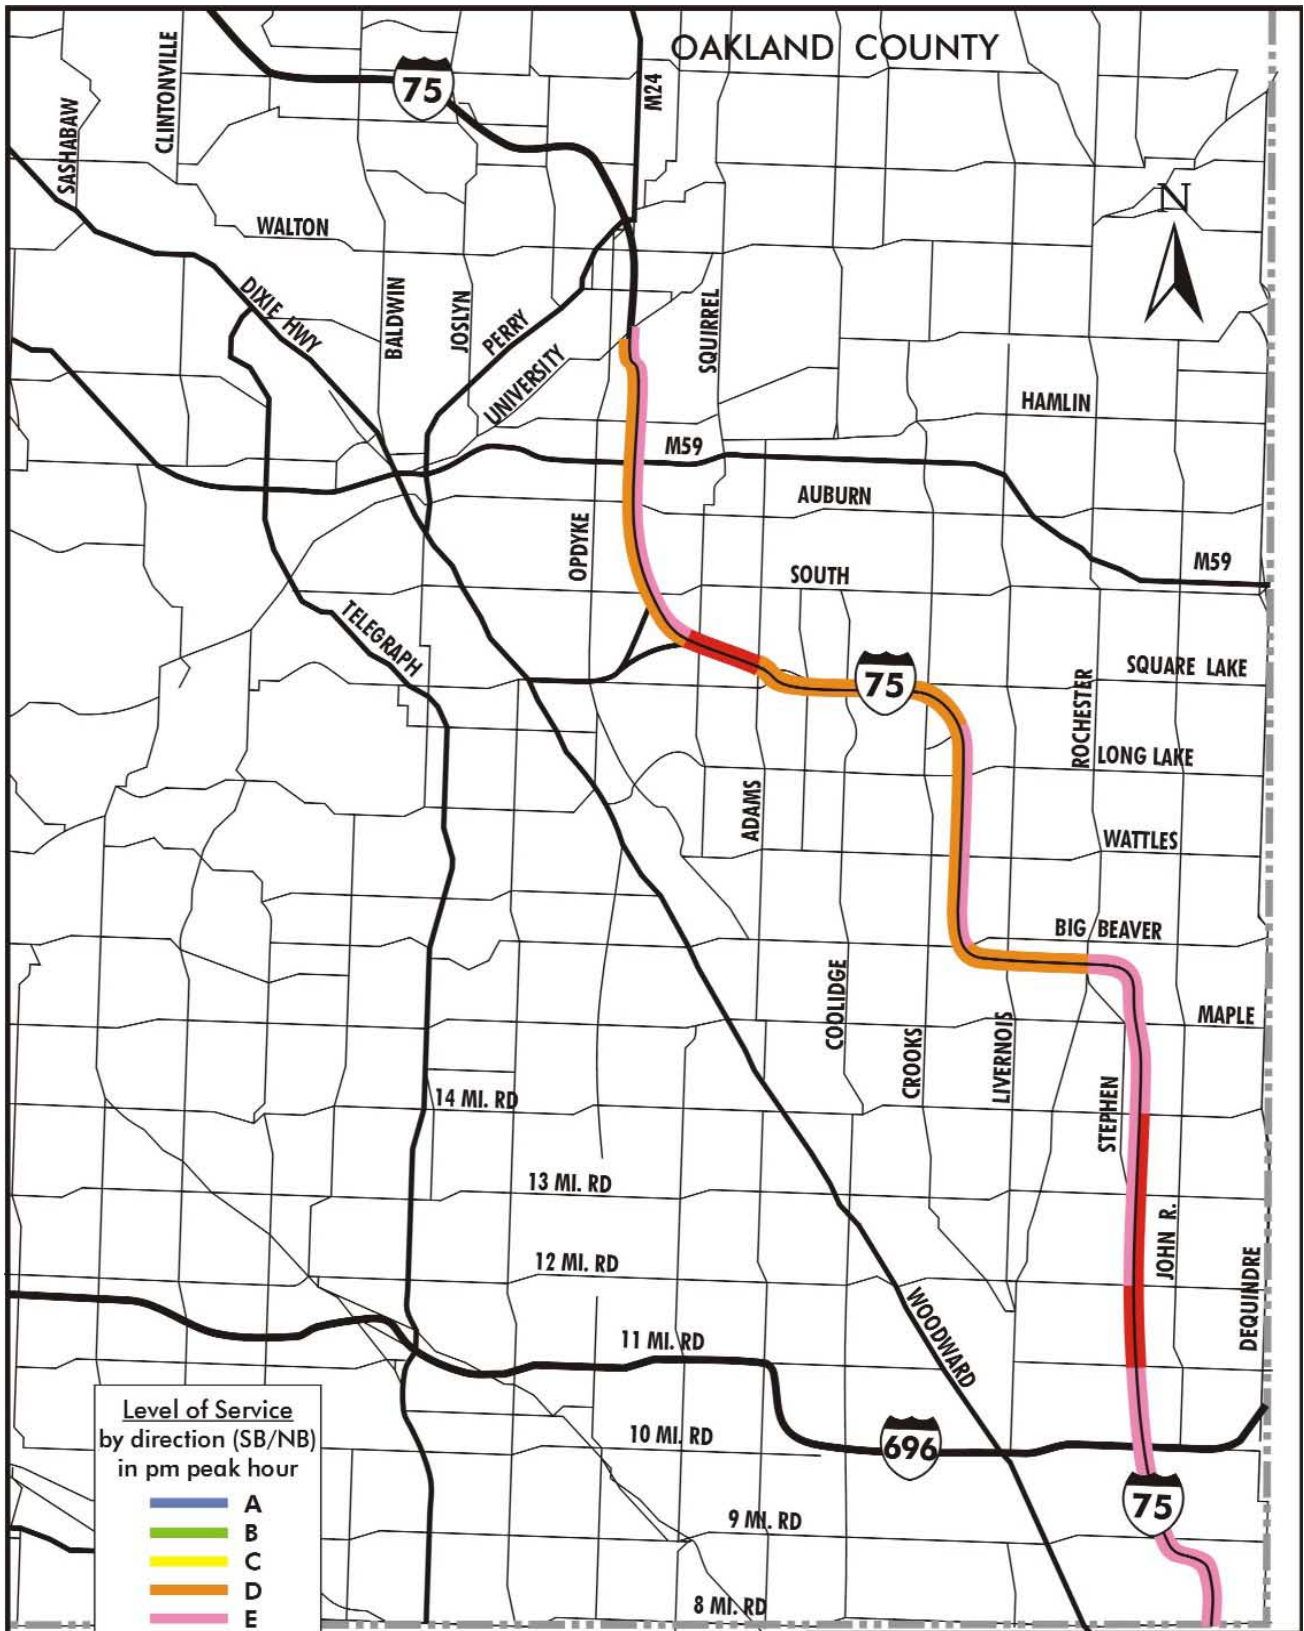 OAKLAND COUNTY
75
M24
CLINTONVILLE
SASHABAW
N
WALTON
DIXIE HWY
BALDWIN
JOSLYN
PERRY
UNIVERSITY
SQUIRREL
HAMLIN
M59
AUBURN
OPDYKE
SOUTH
M59
TELEGRAPH
SQUARE LAKE
75
ROCHESTER
LONG LAKE
ADAMS
WATTLES
BIG BEAVER
COOLIDGE
CROOKS
LIVERNOIS
MAPLE
STEPHEN
14 MI. RD
13 MI. RD
JOHN R.
12 MI. RD
DEQUINDRE
WOODWARD
11 MI. RD
10 MI. RD
696
75
9 MI. RD
8 MI. RD
Level of Service
by direction (SB/NB)
in pm peak hour
A
B
C
D
E